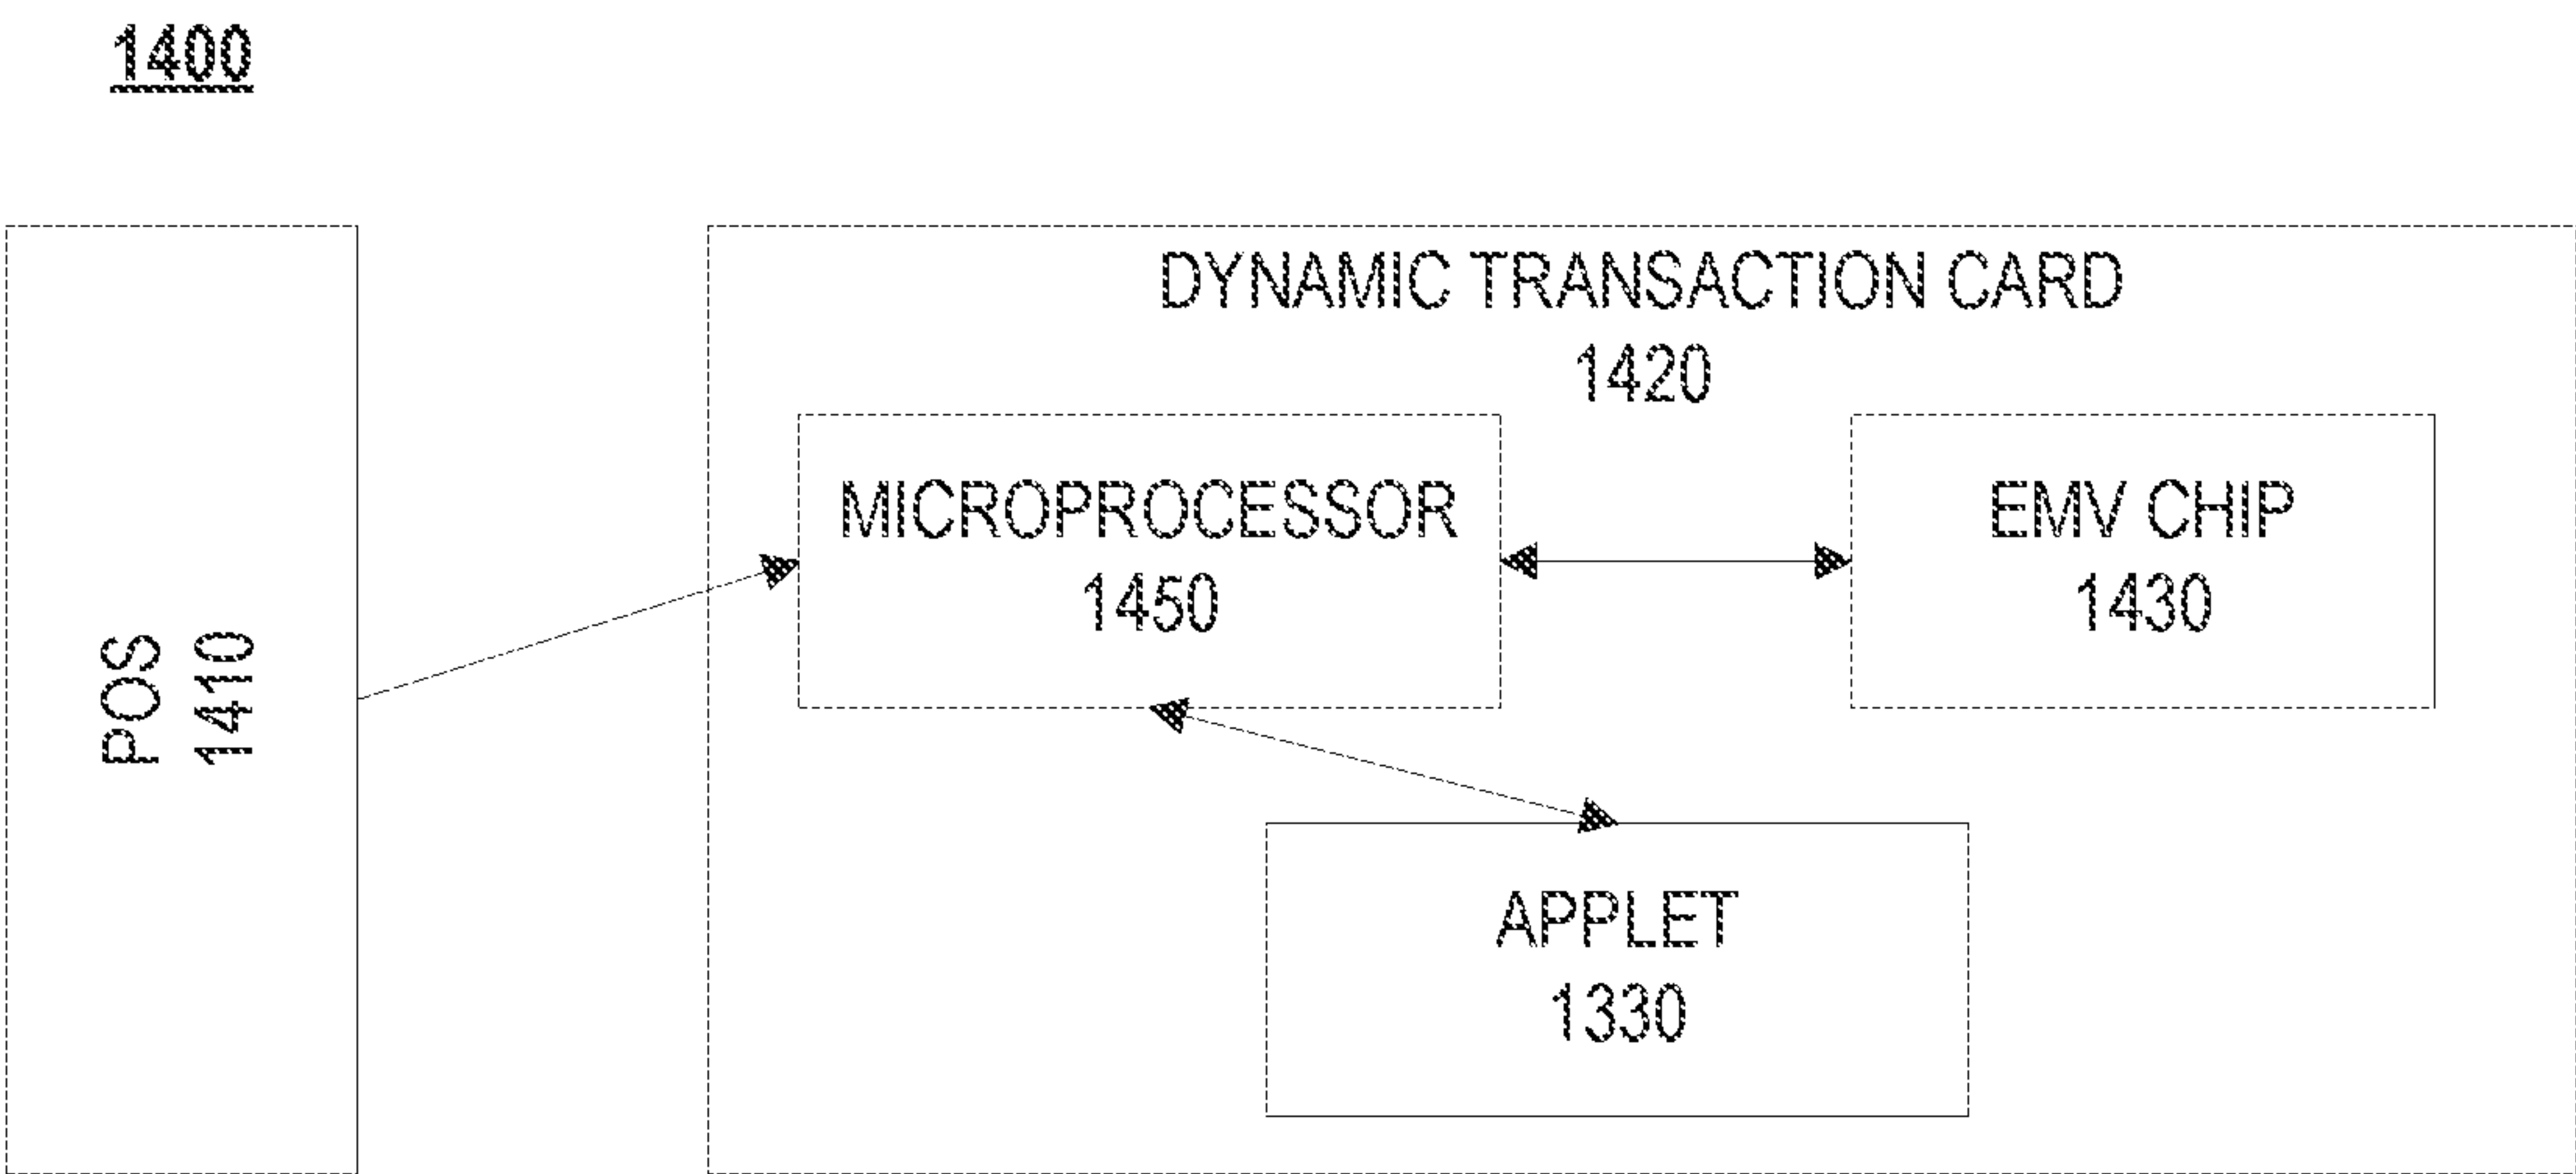 1400
POS
1410
DYNAMIC TRANSACTION CARD
1420
MICROPROCESSOR
1450
EMV CHIP
1430
APPLET
1330